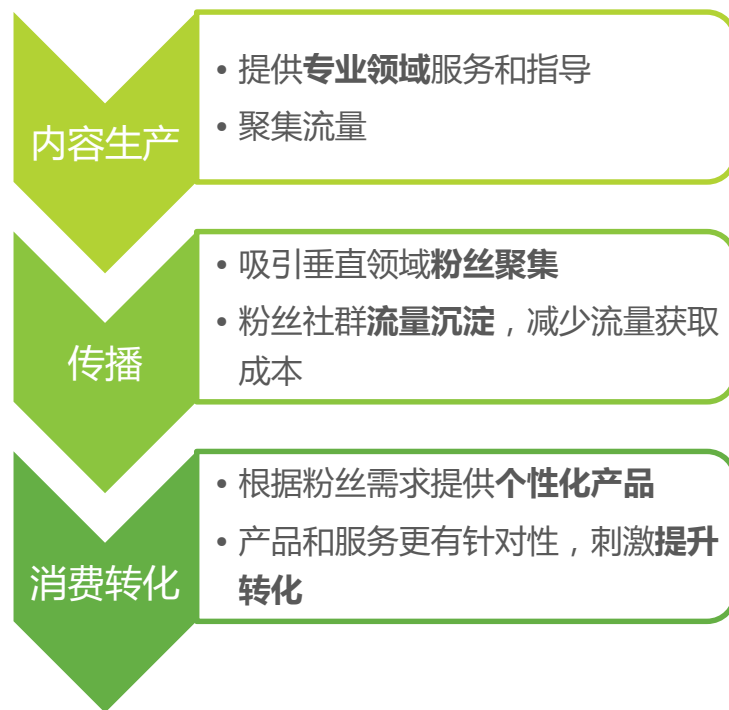 内容生产
• 提供专业领域服务和指导
• 聚集流量
传播
• 吸引垂直领域粉丝聚集
• 粉丝社群流量沉淀，减少流量获取
成本
消费转化
• 根据粉丝需求提供个性化产品
• 产品和服务更有针对性，刺激提升
转化